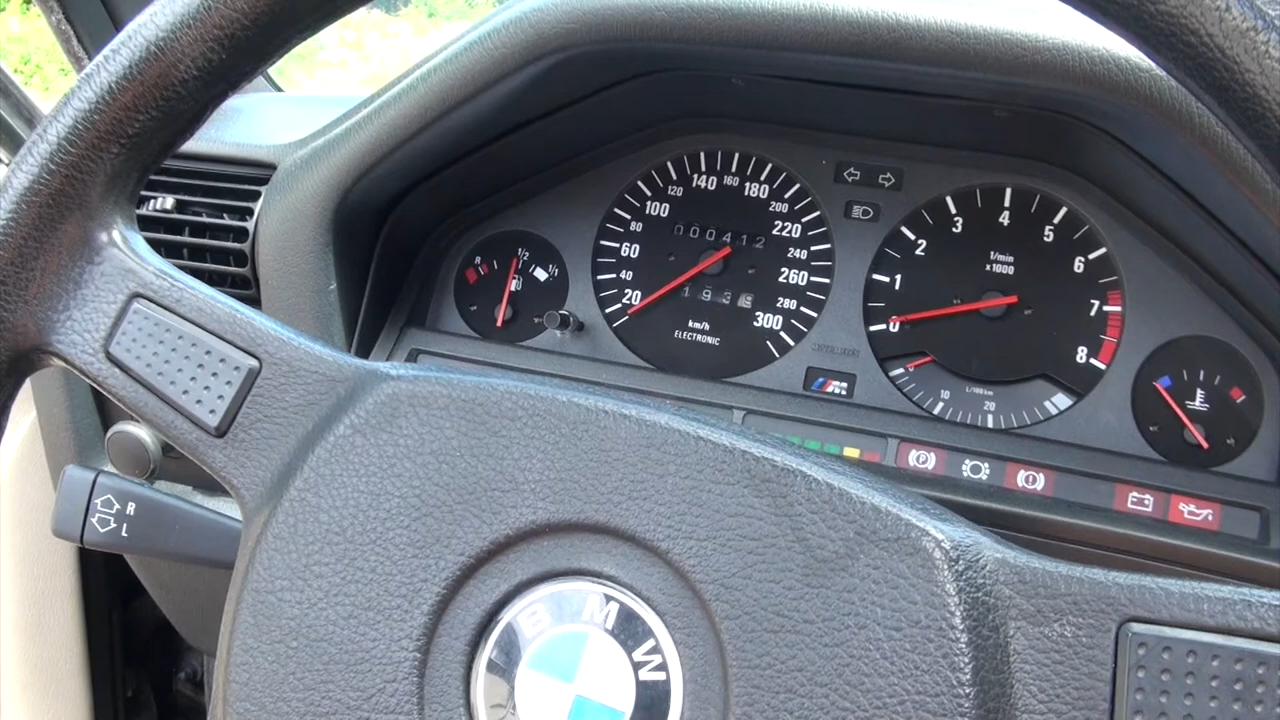 R 1/2 1/1
20 40 60 80 100 120 140 160 180 200 220 240 260 280 300
000412
193
km/h
ELECTRONIC
M
0 1 2 3 4 5 6 7 8
1/min
x1000
0 10 20
L/100km
P
!
R
L
BMW